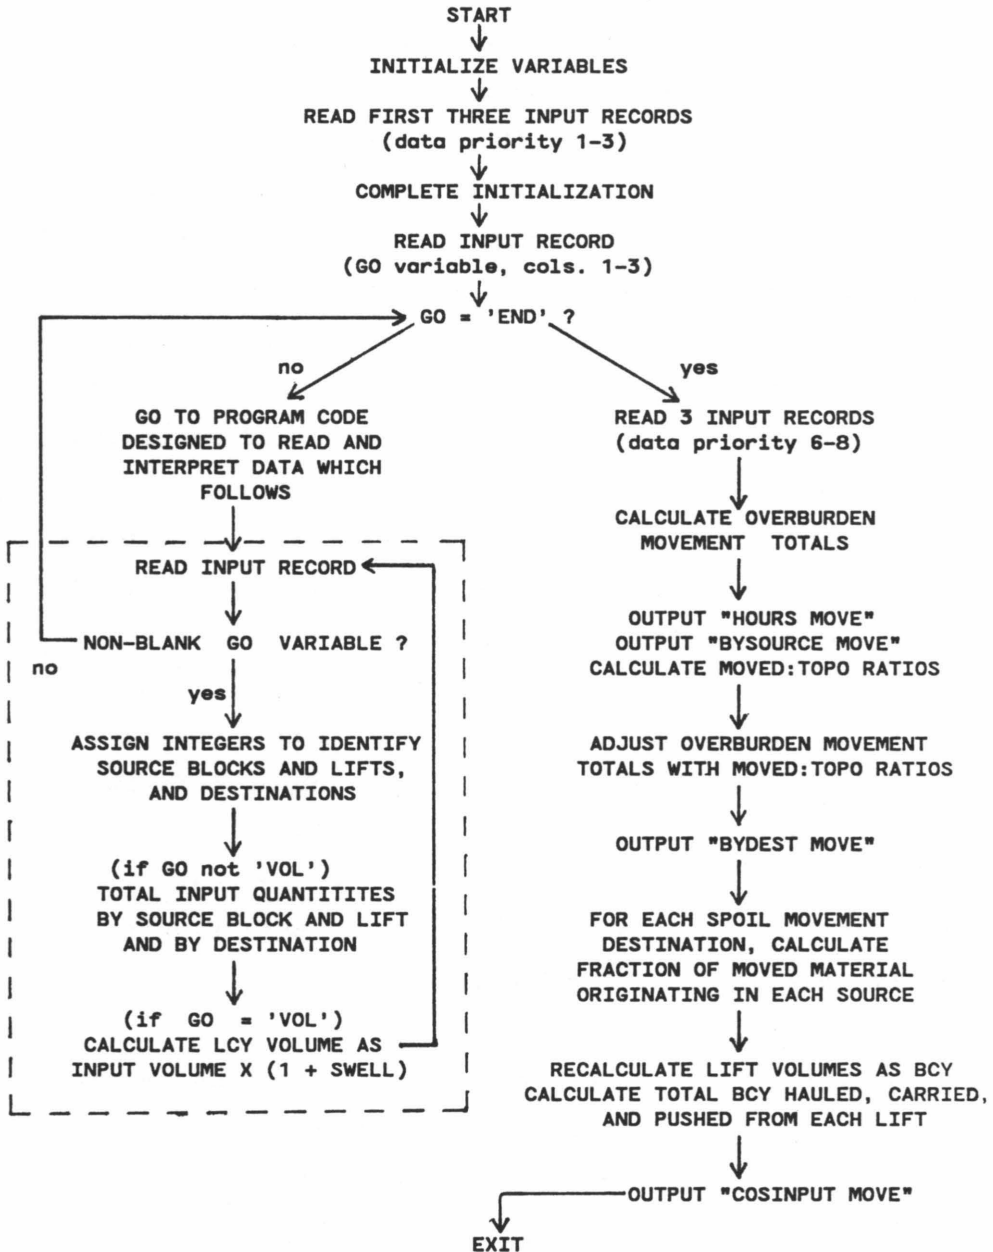 START
INITIALIZE VARIABLES
READ FIRST THREE INPUT RECORDS
(data priority 1-3)
COMPLETE INITIALIZATION
READ INPUT RECORD
(GO variable, cols. 1-3)
GO = 'END' ?
no
yes
GO TO PROGRAM CODE
DESIGNED TO READ AND
INTERPRET DATA WHICH
FOLLOWS
READ INPUT RECORD
NON-BLANK GO VARIABLE ?
no
yes
ASSIGN INTEGERS TO IDENTIFY
SOURCE BLOCKS AND LIFTS,
AND DESTINATIONS
(if GO not 'VOL')
TOTAL INPUT QUANTITITES
BY SOURCE BLOCK AND LIFT
AND BY DESTINATION
(if GO = 'VOL')
CALCULATE LCY VOLUME AS
INPUT VOLUME X (1 + SWELL)
READ 3 INPUT RECORDS
(data priority 6-8)
CALCULATE OVERBURDEN
MOVEMENT TOTALS
OUTPUT "HOURS MOVE"
OUTPUT "BYSOURCE MOVE"
CALCULATE MOVED:TOPO RATIOS
ADJUST OVERBURDEN MOVEMENT
TOTALS WITH MOVED:TOPO RATIOS
OUTPUT "BYDEST MOVE"
FOR EACH SPOIL MOVEMENT
DESTINATION, CALCULATE
FRACTION OF MOVED MATERIAL
ORIGINATING IN EACH SOURCE
RECALCULATE LIFT VOLUMES AS BCY
CALCULATE TOTAL BCY HAULED, CARRIED,
AND PUSHED FROM EACH LIFT
OUTPUT "COSINPUT MOVE"
EXIT